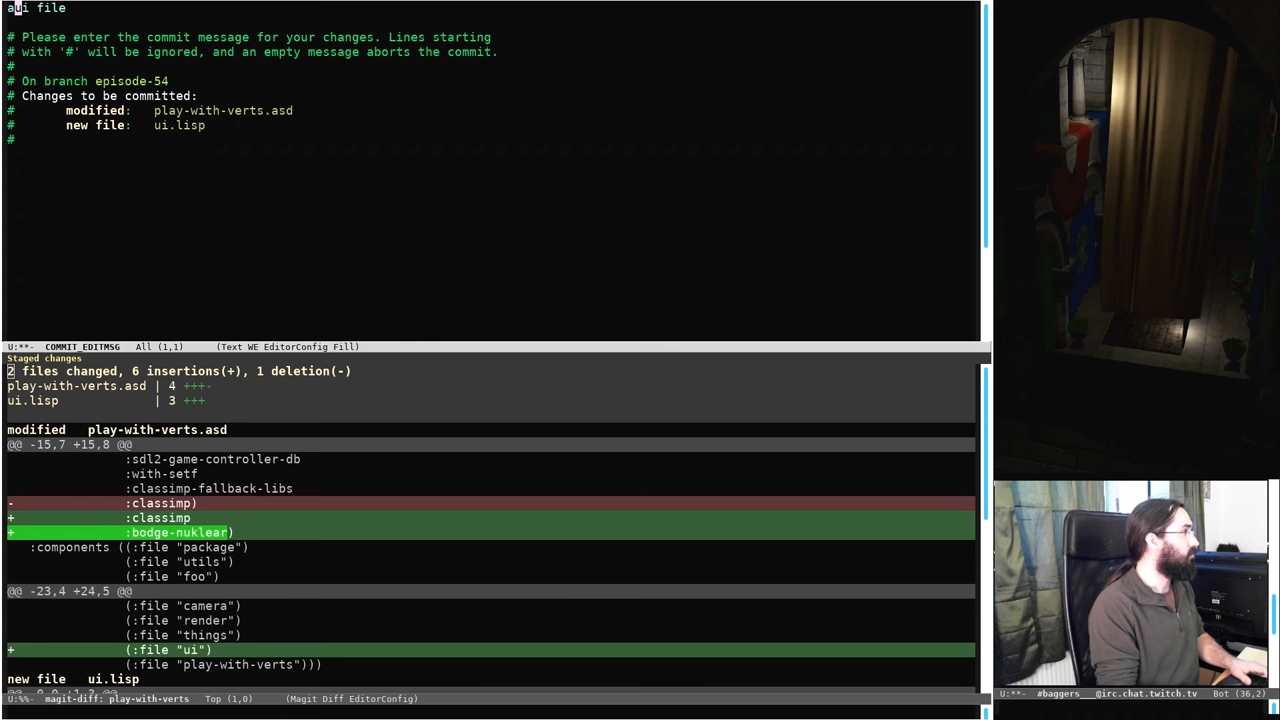 aui file
# Please enter the commit message for your changes. Lines starting
# with '#' will be ignored, and an empty message aborts the commit.
#
# On branch episode-54
# Changes to be committed:
#       modified:   play-with-verts.asd
#       new file:   ui.lisp
#
U:**-  COMMIT_EDITMSG   All (1,1)      (Text WE EditorConfig Fill)
Staged changes
2 files changed, 6 insertions(+), 1 deletion(-)
play-with-verts.asd | 4 +++-
ui.lisp             | 3 +++
modified   play-with-verts.asd
@@ -15,7 +15,8 @@
:sdl2-game-controller-db
:with-setf
:classimp-fallback-libs
-               :classimp)
+               :classimp
+               :bodge-nuklear)
:components ((:file "package")
(:file "utils")
(:file "foo")
@@ -23,4 +24,5 @@
(:file "camera")
(:file "render")
(:file "things")
+               (:file "ui")
(:file "play-with-verts")))
new file   ui.lisp
U:%%-  magit-diff: play-with-verts   Top (1,0)      (Magit Diff EditorConfig)
U:**-  #baggers___@irc.chat.twitch.tv   Bot (36,2)